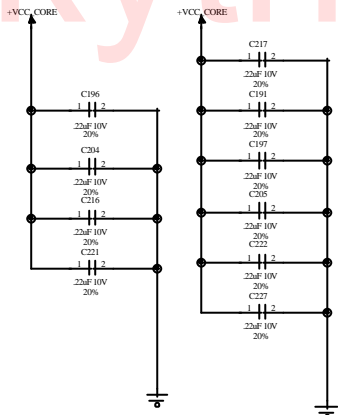 +VCC_CORE
C196
1 2
.22uF 10V
20%
C204
1 2
.22uF 10V
20%
C216
1 2
.22uF 10V
20%
C221
1 2
.22uF 10V
20%
+VCC_CORE
C217
1 2
.22uF 10V
20%
C191
1 2
.22uF 10V
20%
C197
1 2
.22uF 10V
20%
C205
1 2
.22uF 10V
20%
C222
1 2
.22uF 10V
20%
C227
1 2
.22uF 10V
20%